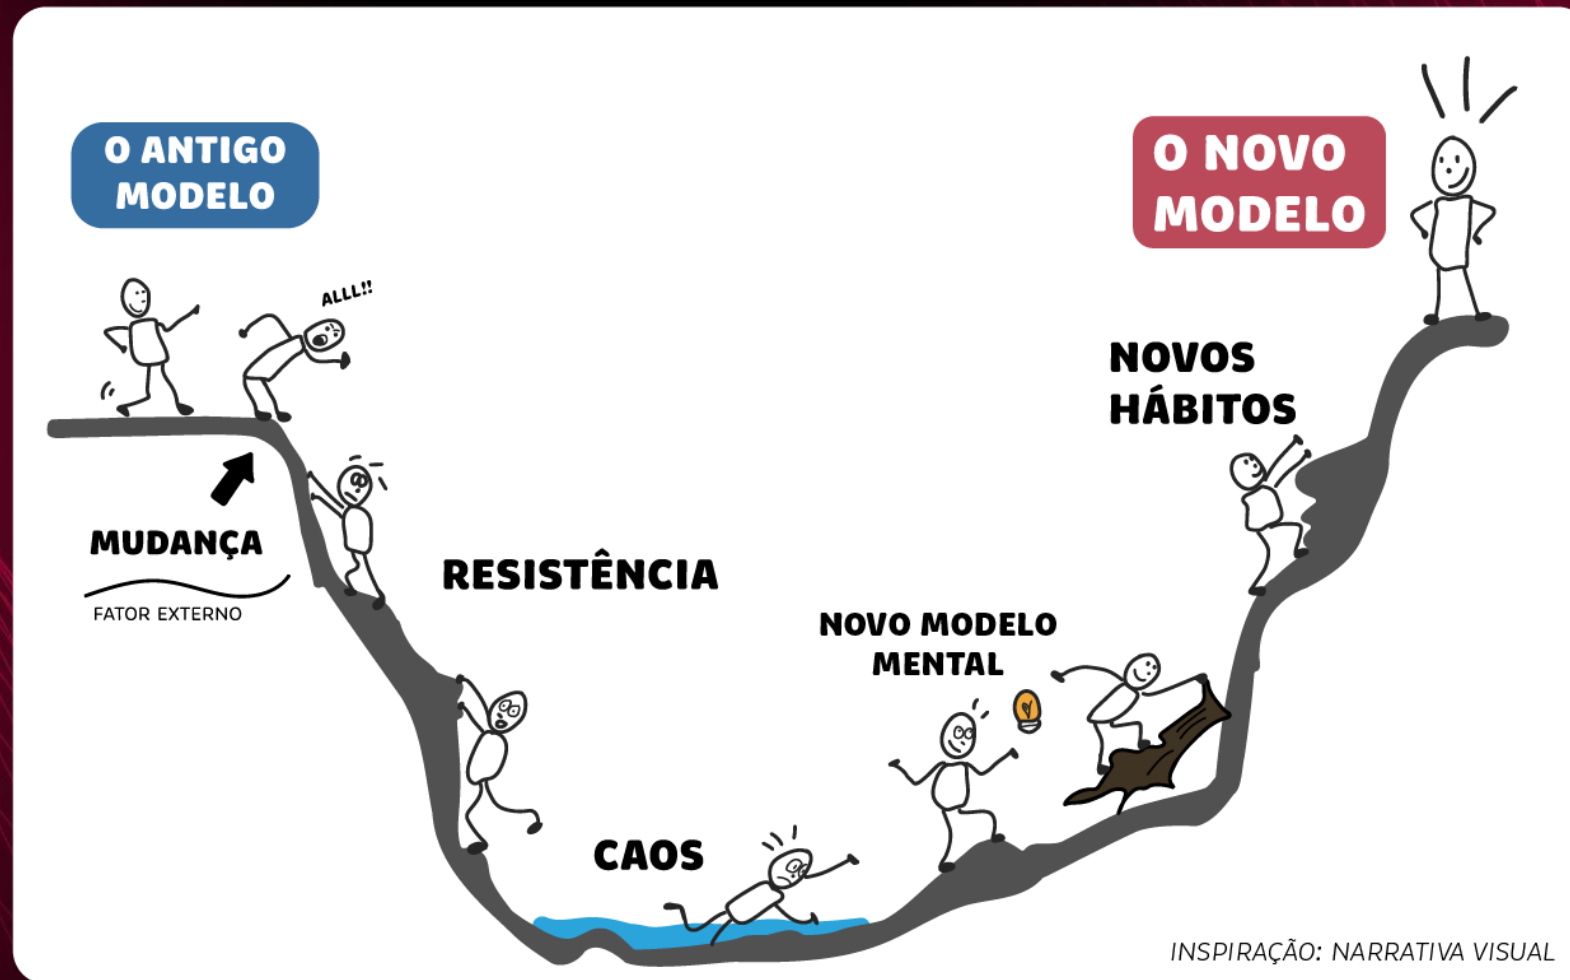 O ANTIGO
MODELO
O NOVO
MODELO
ALLL!!
NOVOS
HÁBITOS
MUDANÇA
FATOR EXTERNO
RESISTÊNCIA
NOVO MODELO
MENTAL
CAOS
INSPIRAÇÃO: NARRATIVA VISUAL